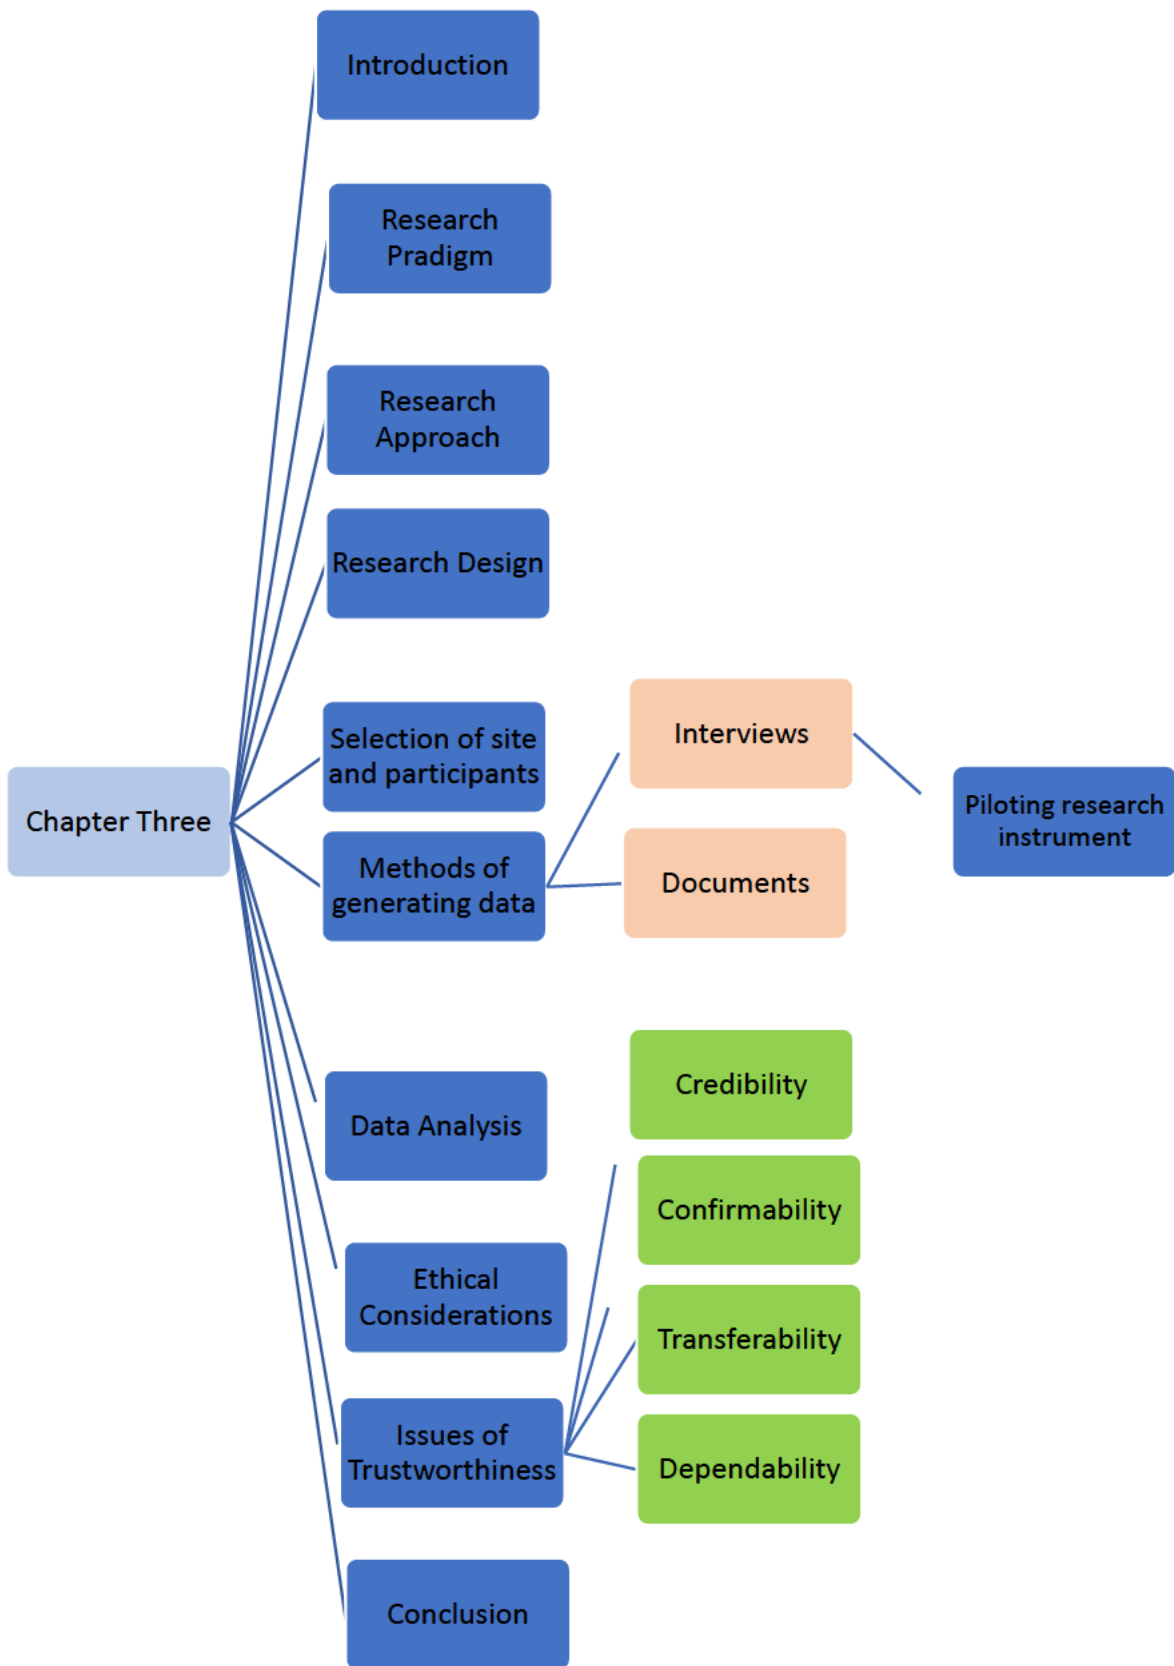 Introduction
Research
Pradigm
Research
Approach
Research Design
Selection of site
and participants
Interviews
Chapter Three
Piloting research
instrument
Methods of
generating data
Documents
Data Analysis
Credibility
Confirmability
Ethical
Considerations
Transferability
Issues of
Trustworthiness
Dependability
Conclusion